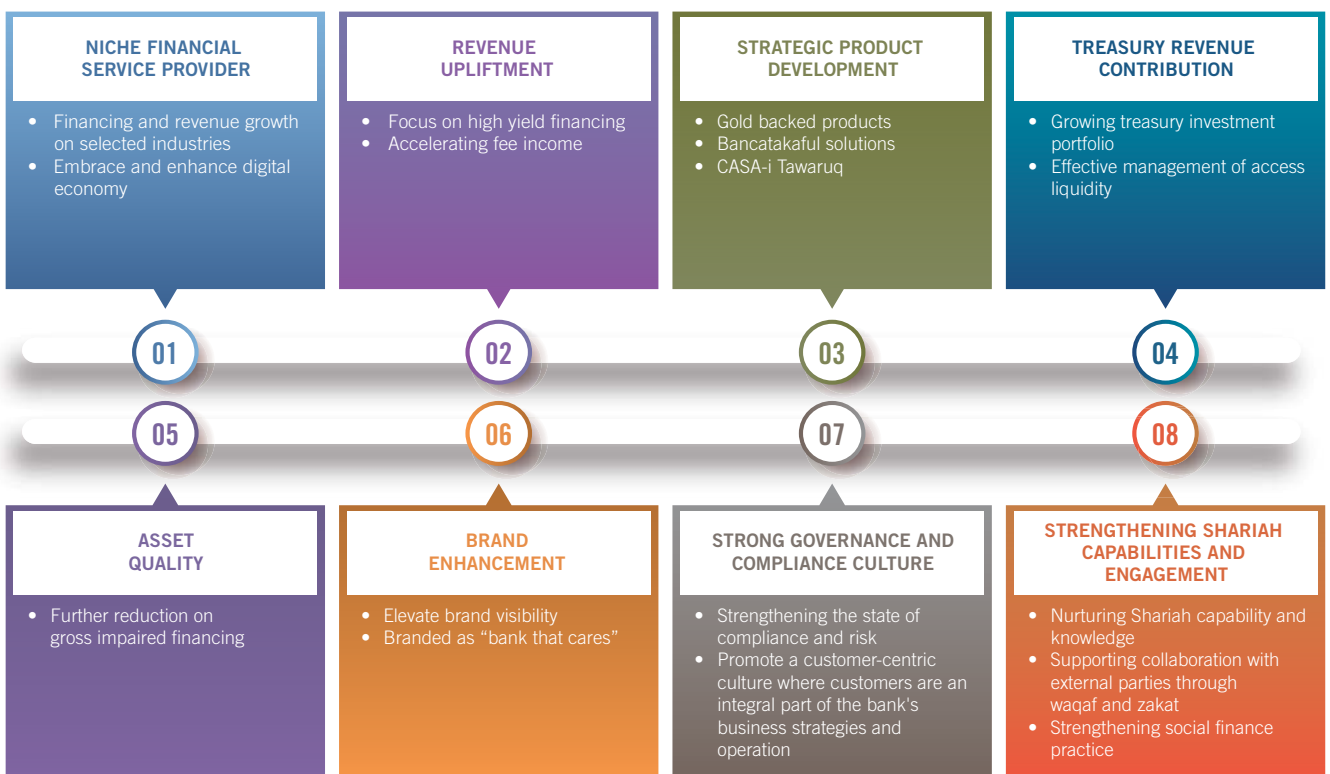 NICHE FINANCIAL
SERVICE PROVIDER
• Financing and revenue growth
on selected industries
• Embrace and enhance digital
economy
REVENUE
UPLIFTMENT
• Focus on high yield financing
• Accelerating fee income
STRATEGIC PRODUCT
DEVELOPMENT
• Gold backed products
• Bancatakaful solutions
• CASA-i Tawaruq
TREASURY REVENUE
CONTRIBUTION
• Growing treasury investment
portfolio
• Effective management of access
liquidity
01
02
03
04
05
06
07
08
ASSET
QUALITY
• Further reduction on
gross impaired financing
BRAND
ENHANCEMENT
• Elevate brand visibility
• Branded as “bank that cares”
STRONG GOVERNANCE AND
COMPLIANCE CULTURE
• Strengthening the state of
compliance and risk
• Promote a customer-centric
culture where customers are an
integral part of the bank's
business strategies and
operation
STRENGTHENING SHARIAH
CAPABILITIES AND
ENGAGEMENT
• Nurturing Shariah capability and
knowledge
• Supporting collaboration with
external parties through
waqaf and zakat
• Strengthening social finance
practice